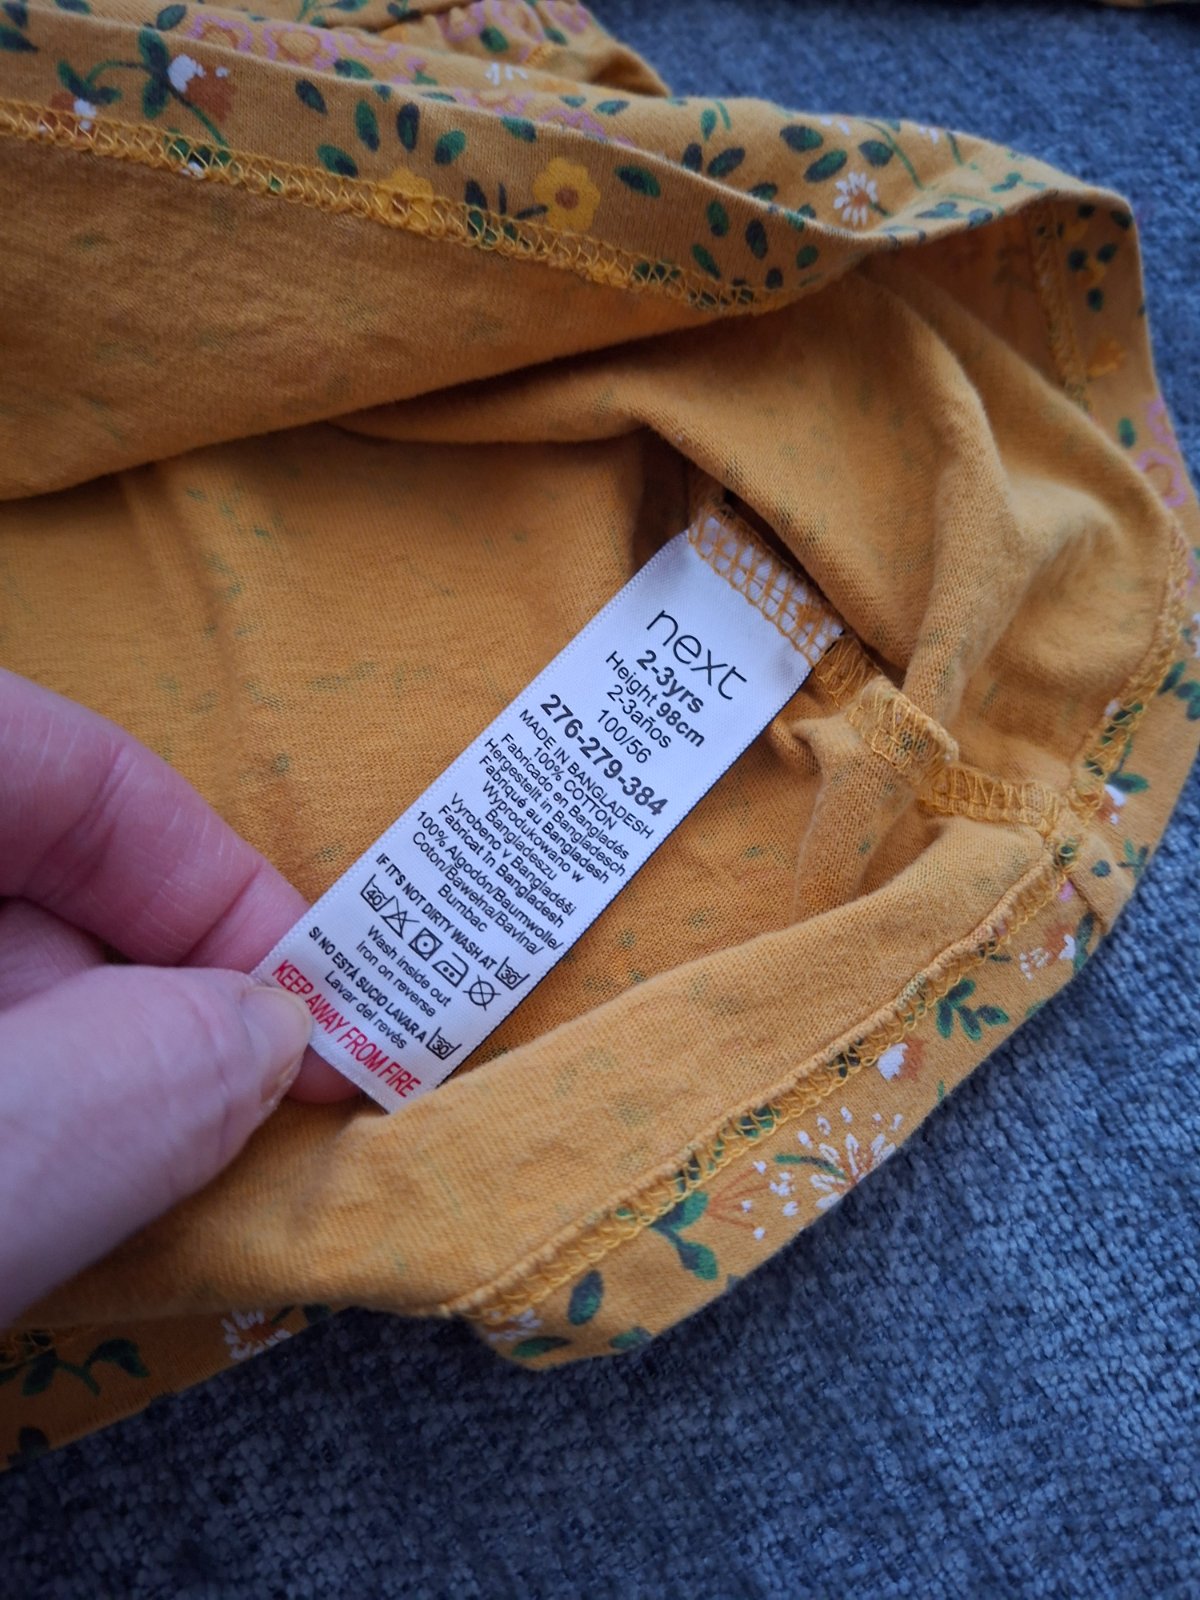 next
2-3yrs
Height 98cm
2-3años
100/56
276-279-384
MADE IN BANGLADESH
100% COTTON
Fabricado en Bangladés
Hergestellt in Bangladesch
Fabriqué au Bangladesh
Wyprodukowano w
Bangladeszu
Vyrobeno v Bangladéši
Fabricat în Bangladesh
100% Algodón/Baumwolle/
Coton/Bawełna/Bavlna/
Bumbac
IF IT'S NOT DIRTY WASH AT 30
40
Wash inside out
Iron on reverse
SI NO ESTÁ SUCIO LAVAR A 30
Lavar del revés
KEEP AWAY FROM FIRE